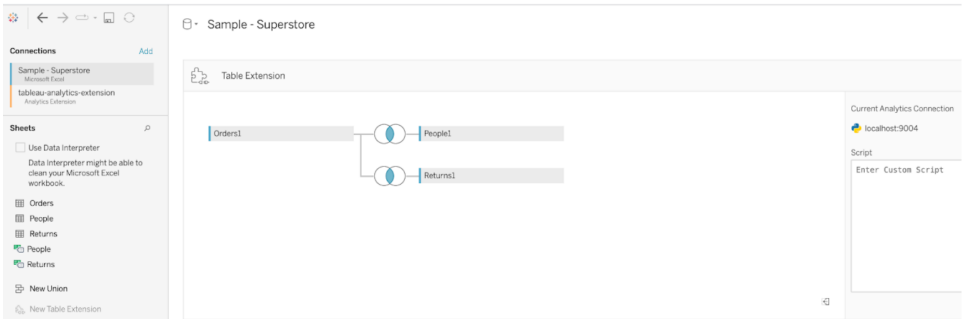 Sample - Superstore
Connections
Add
Sample - Superstore
Microsoft Excel
tableau-analytics-extension
Analytics Extension
Sheets
Use Data Interpreter
Data Interpreter might be able to
clean your Microsoft Excel
workbook.
Orders
People
Returns
People
Returns
New Union
New Table Extension
Table Extension
Orders1
People1
Returns1
Current Analytics Connection
localhost:9004
Script
Enter Custom Script